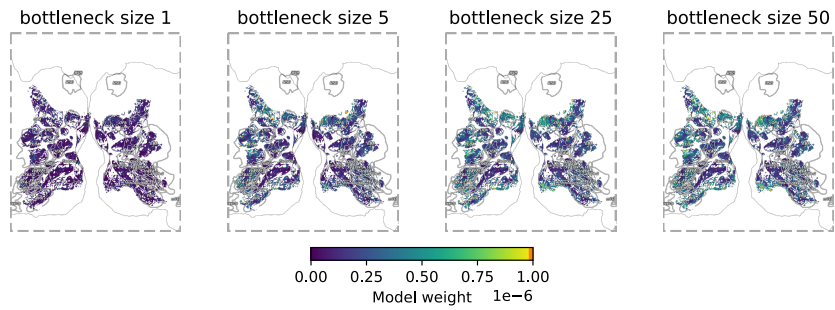 bottleneck size 1
bottleneck size 5
bottleneck size 25
bottleneck size 50
0.00 0.25 0.50 0.75 1.00
Model weight 1e−6